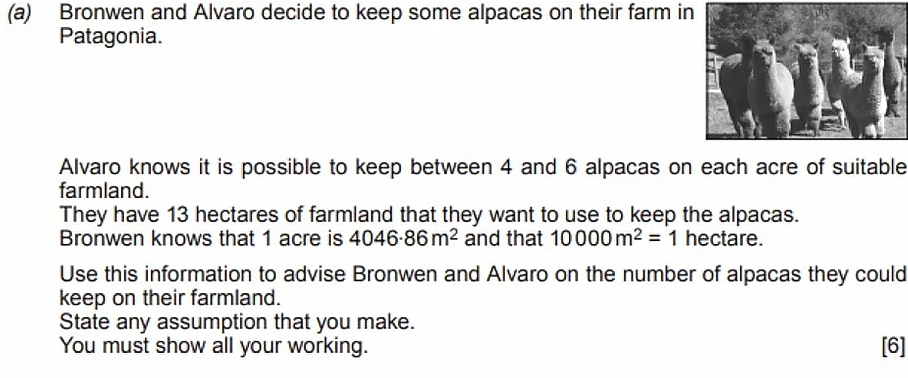 (a) Bronwen and Alvaro decide to keep some alpacas on their farm in
Patagonia.
Alvaro knows it is possible to keep between 4 and 6 alpacas on each acre of suitable
farmland.
They have 13 hectares of farmland that they want to use to keep the alpacas.
Bronwen knows that 1 acre is 4046·86 m² and that 10 000 m² = 1 hectare.
Use this information to advise Bronwen and Alvaro on the number of alpacas they could
keep on their farmland.
State any assumption that you make.
You must show all your working. [6]